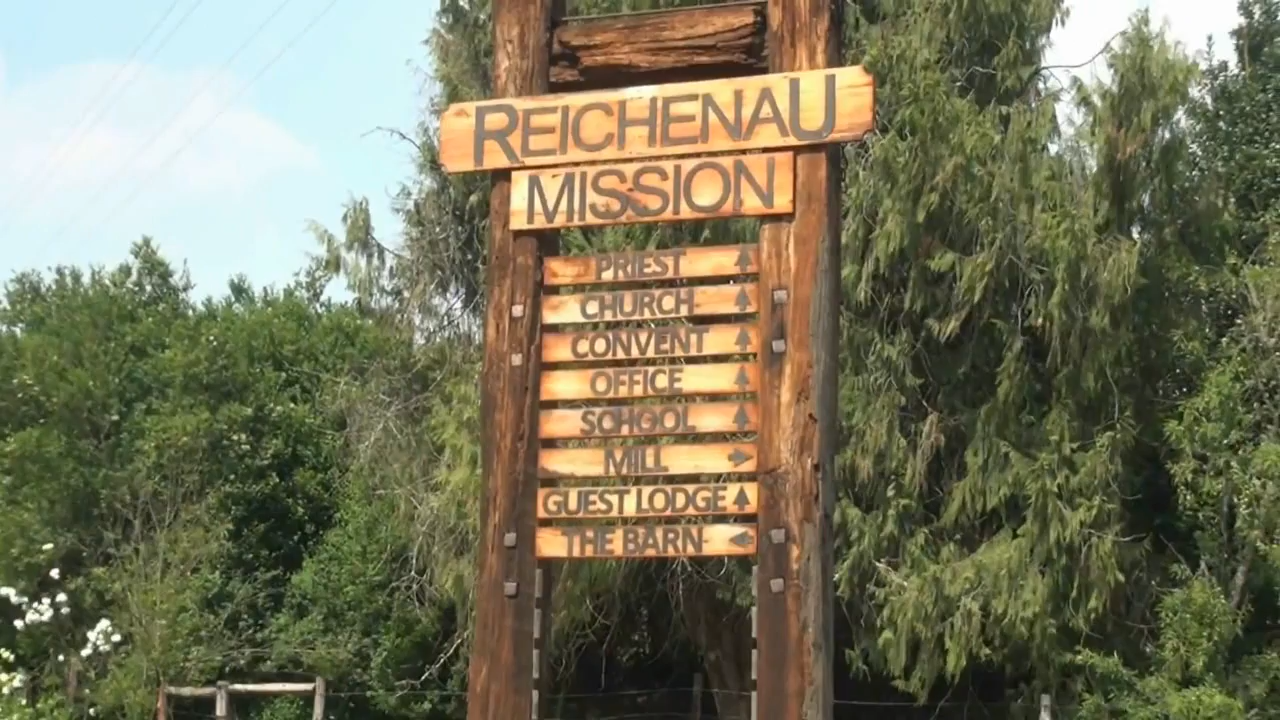 REICHENAU
MISSION
PRIEST
CHURCH
CONVENT
OFFICE
SCHOOL
MILL
GUEST LODGE
THE BARN